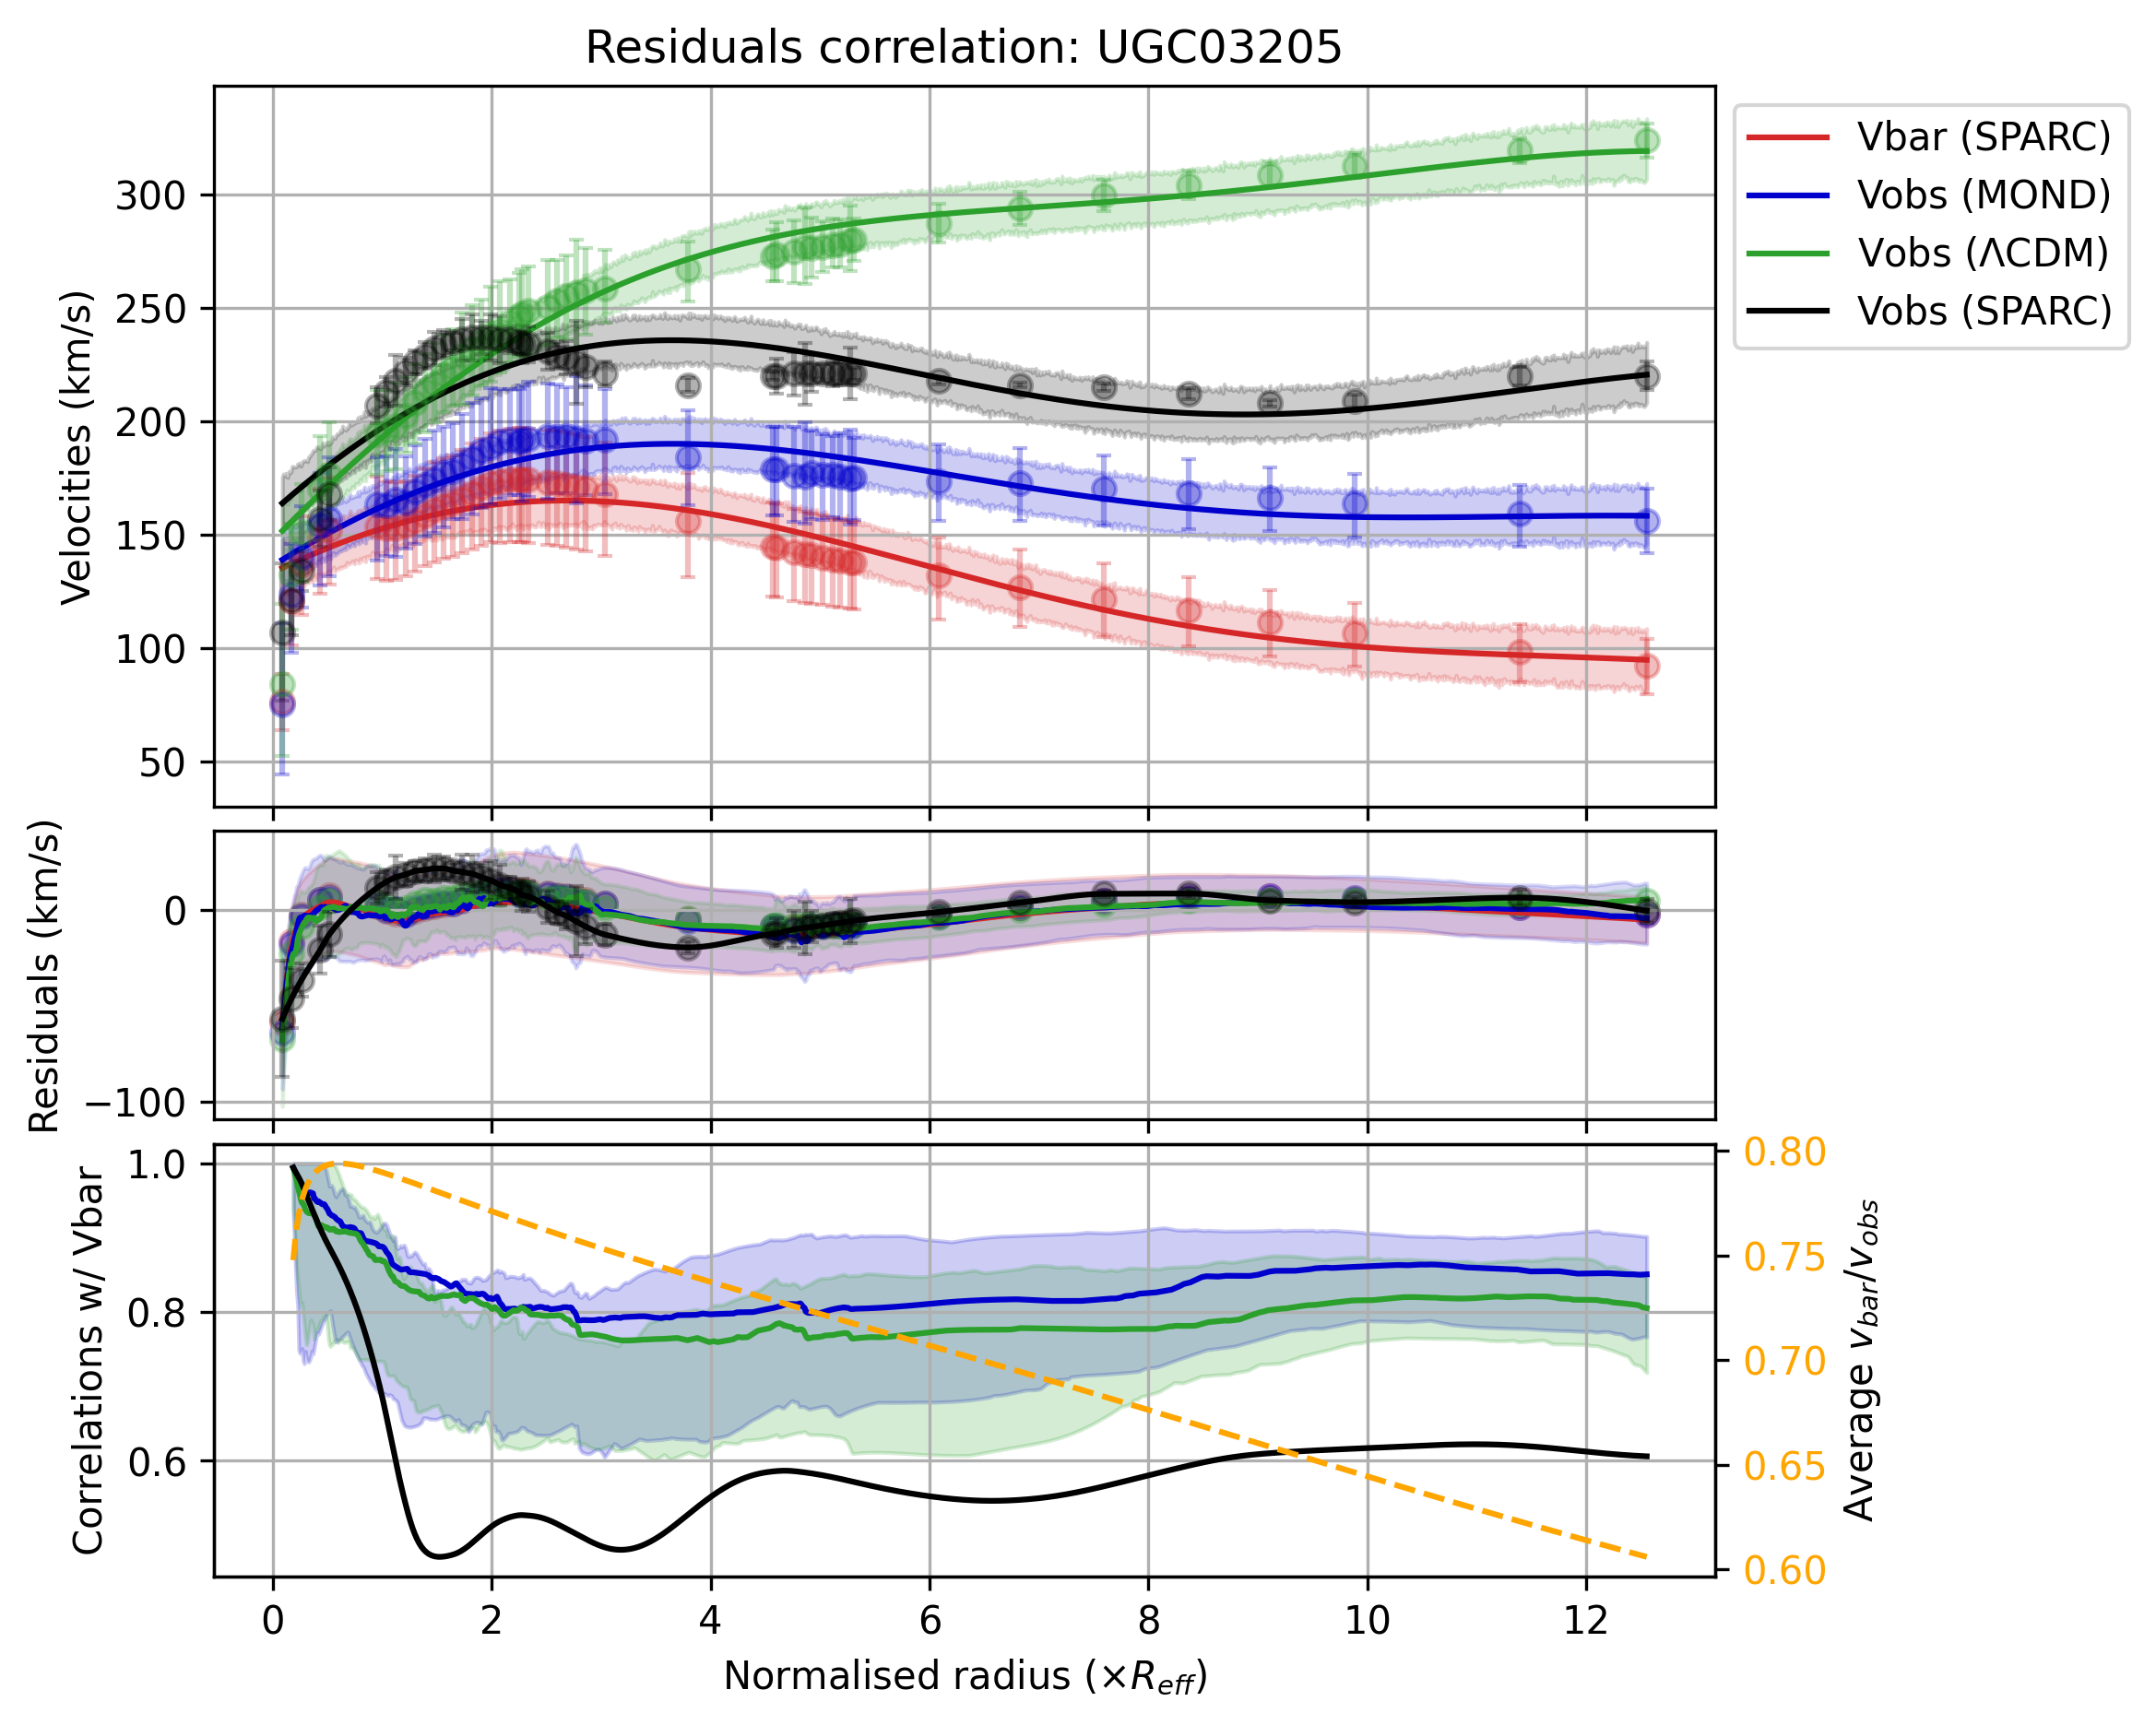 Residuals correlation: UGC03205
Velocities (km/s)
300
250
200
150
100
50
Vbar (SPARC)
Vobs (MOND)
Vobs (ΛCDM)
Vobs (SPARC)
Residuals (km/s)
0
−100
Correlations w/ Vbar
1.0
0.8
0.6
0.80
0.75
0.70
0.65
0.60
Average v_bar/v_obs
0 2 4 6 8 10 12
Normalised radius (×R_eff)